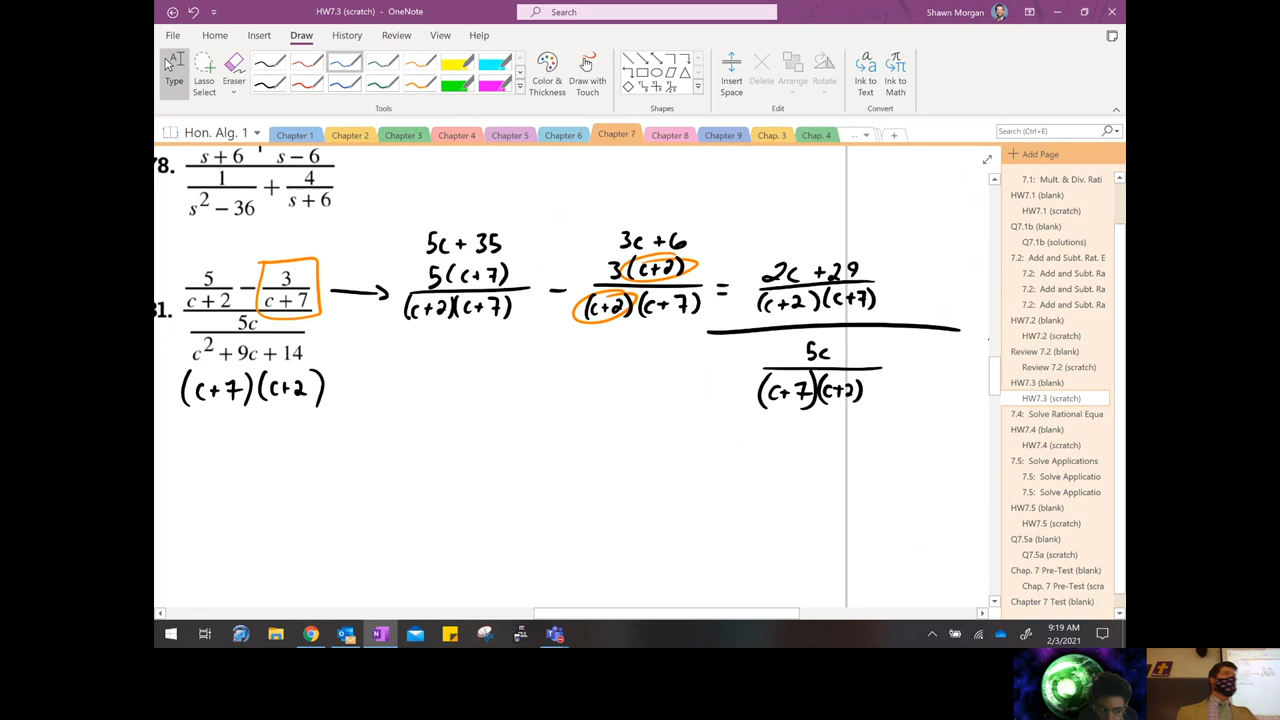 HW7.3 (scratch) - OneNote
Search
Shawn Morgan
File Home Insert Draw History Review View Help
Type
Lasso Select
Eraser
Color & Thickness
Draw with Touch
Insert Space
Delete
Arrange
Rotate
Ink to Text
Ink to Math
Tools
Shapes
Edit
Convert
Hon. Alg. 1
Chapter 1 Chapter 2 Chapter 3 Chapter 4 Chapter 5 Chapter 6 Chapter 7 Chapter 8 Chapter 9 Chap. 3 Chap. 4 ...
Search (Ctrl+E)
Add Page
7.1: Mult. & Div. Rati
HW7.1 (blank)
HW7.1 (scratch)
Q7.1b (blank)
Q7.1b (solutions)
7.2: Add and Subt. Rat. E
7.2: Add and Subt. Ra
7.2: Add and Subt. Ra
7.2: Add and Subt. Ra
HW7.2 (blank)
HW7.2 (scratch)
Review 7.2 (blank)
Review 7.2 (scratch)
HW7.3 (blank)
HW7.3 (scratch)
7.4: Solve Rational Equa
HW7.4 (blank)
HW7.4 (scratch)
7.5: Solve Applications
7.5: Solve Applicatio
7.5: Solve Applicatio
HW7.5 (blank)
HW7.5 (scratch)
Q7.5a (blank)
Q7.5a (scratch)
Chap. 7 Pre-Test (blank)
Chap. 7 Pre-Test (scra
Chapter 7 Test (blank)
78. s + 6 s − 6
1 / (s² − 36) + 4 / (s + 6)
5c + 35 3c + 6
5(c+7) 3(c+2) 2c + 29
31. 5 / (c + 2) − 3 / (c + 7) → (c+2)(c+7) − (c+2)(c+7) = (c+2)(c+7)
5c / (c² + 9c + 14) 5c
(c+7)(c+2) (c+7)(c+2)
9:19 AM
2/3/2021